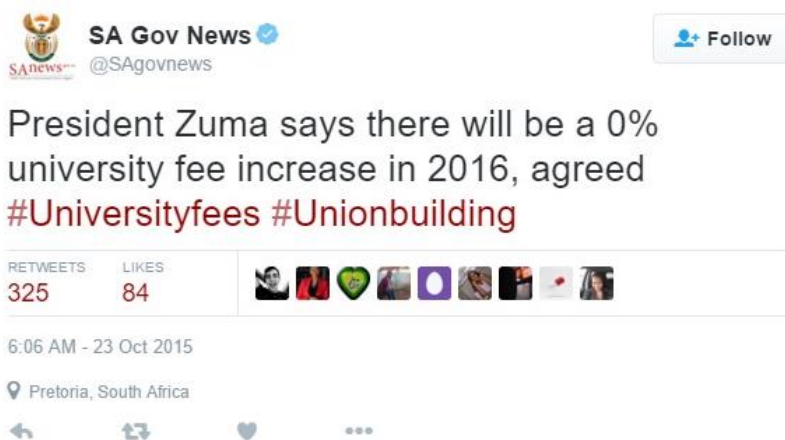 SA Gov News
Follow
SAnews
@SAgovnews
President Zuma says there will be a 0%
university fee increase in 2016, agreed
#Universityfees #Unionbuilding
RETWEETS LIKES
325 84
6:06 AM - 23 Oct 2015
Pretoria, South Africa